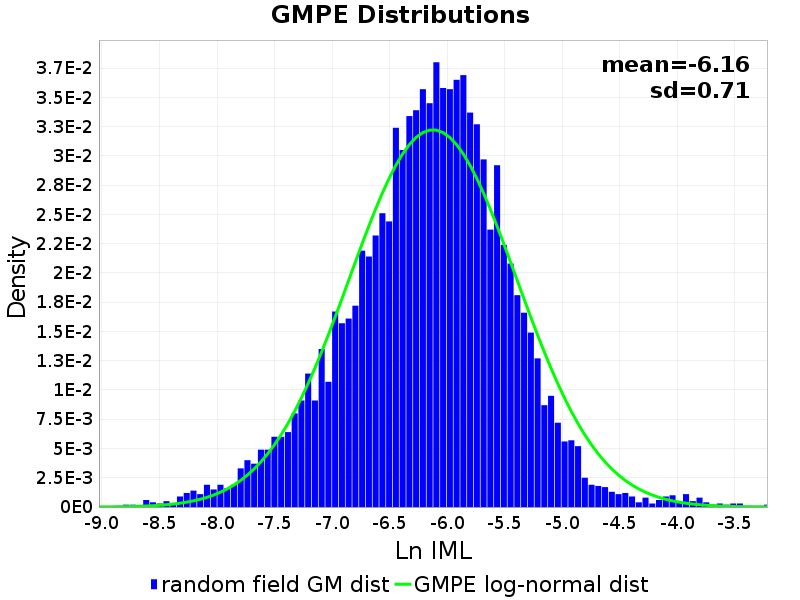 GMPE Distributions
mean=-6.16
sd=0.71
3.7E-2
3.5E-2
3.3E-2
3E-2
2.8E-2
2.5E-2
2.2E-2
2E-2
1.8E-2
1.5E-2
1.3E-2
1E-2
7.5E-3
5E-3
2.5E-3
0E0
Density
-9.0 -8.5 -8.0 -7.5 -7.0 -6.5 -6.0 -5.5 -5.0 -4.5 -4.0 -3.5
Ln IML
random field GM dist GMPE log-normal dist